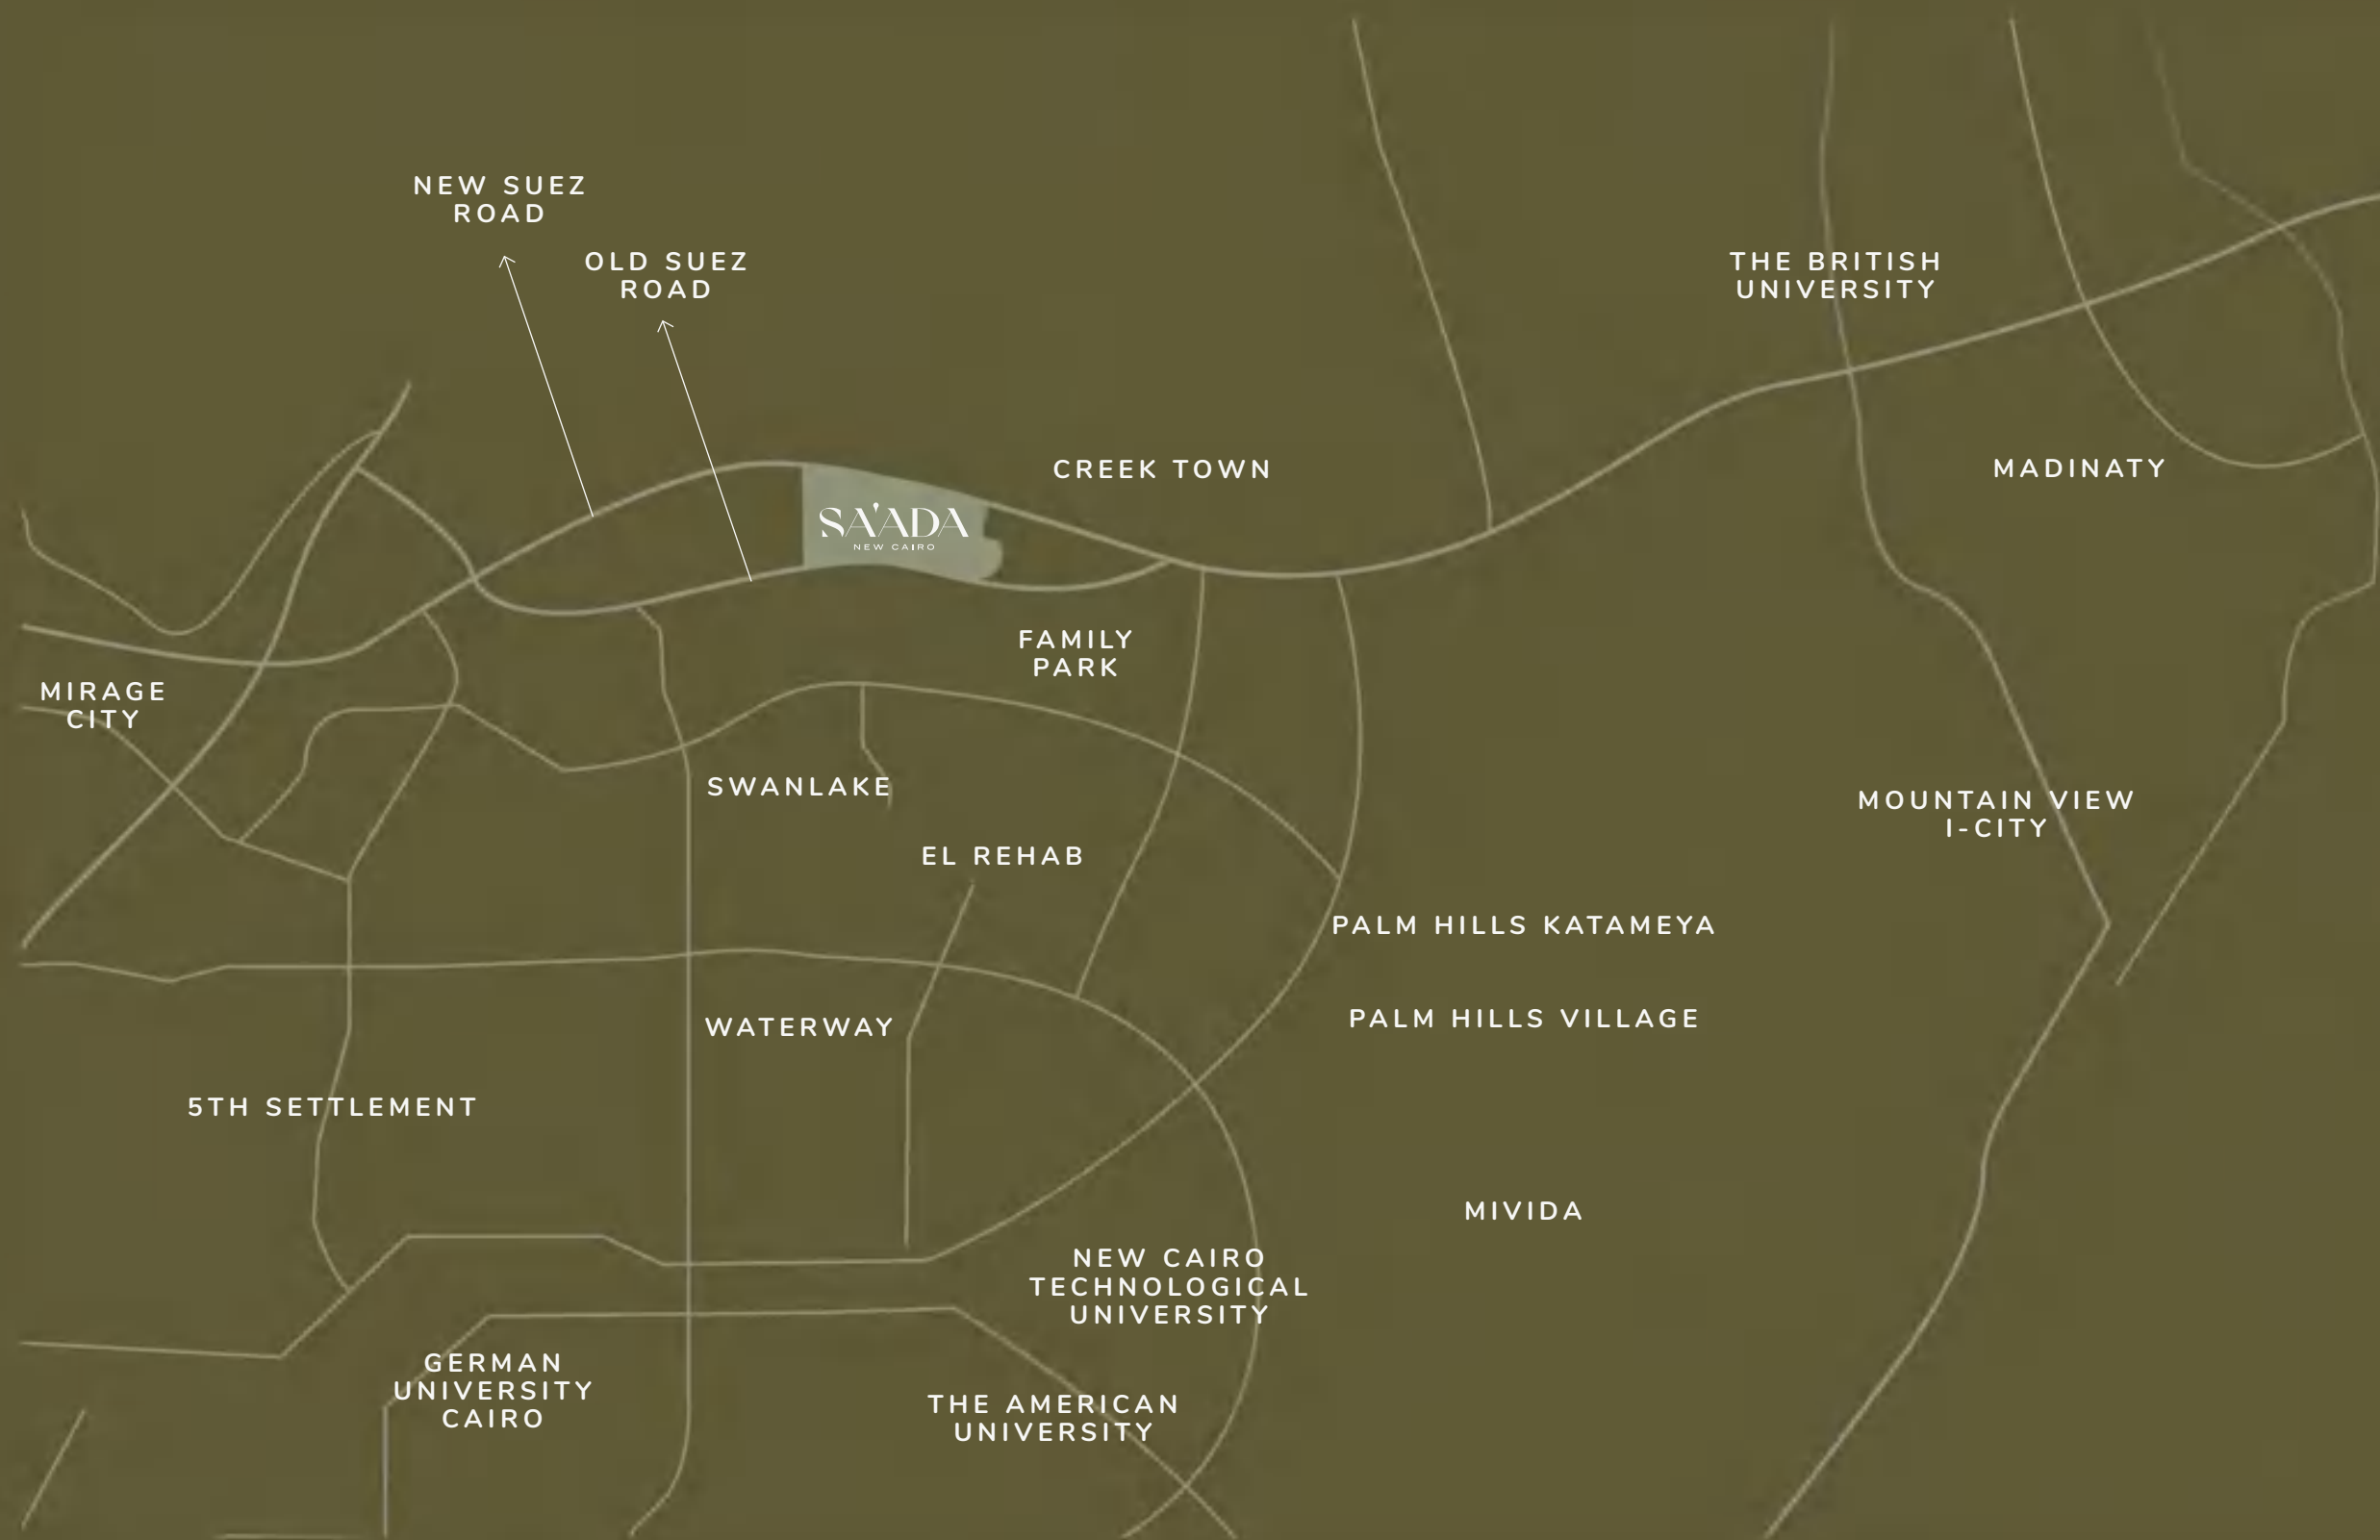 NEW SUEZ
ROAD
OLD SUEZ
ROAD
THE BRITISH
UNIVERSITY
CREEK TOWN
MADINATY
SA'ADA
NEW CAIRO
FAMILY
PARK
MIRAGE
CITY
SWANLAKE
MOUNTAIN VIEW
I-CITY
EL REHAB
PALM HILLS KATAMEYA
PALM HILLS VILLAGE
WATERWAY
5TH SETTLEMENT
MIVIDA
NEW CAIRO
TECHNOLOGICAL
UNIVERSITY
GERMAN
UNIVERSITY
CAIRO
THE AMERICAN
UNIVERSITY